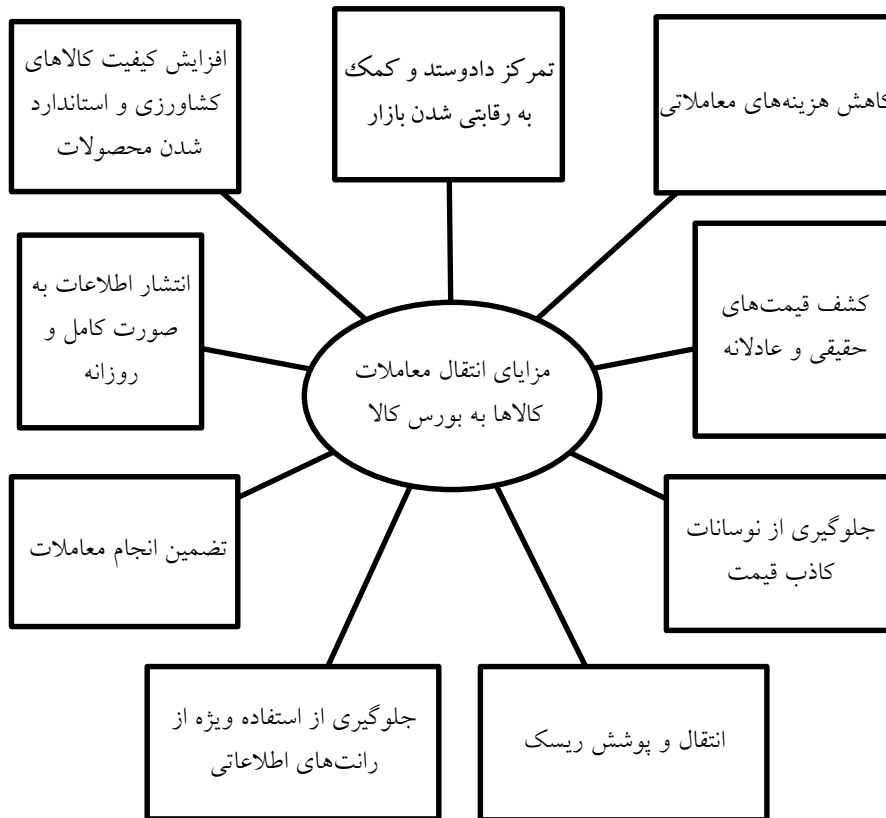 افزایش کیفیت کالاهای
کشاورزی و استاندارد
شدن محصولات
تمرکز دادوستد و کمک
به رقابتی شدن بازار
کاهش هزینه‌های معاملاتی
انتشار اطلاعات به
صورت کامل و
روزانه
مزایای انتقال معاملات
کالاها به بورس کالا
کشف قیمت‌های
حقیقی و عادلانه
تضمین انجام معاملات
جلوگیری از نوسانات
کاذب قیمت
جلوگیری از استفاده ویژه از
رانت‌های اطلاعاتی
انتقال و پوشش ریسک